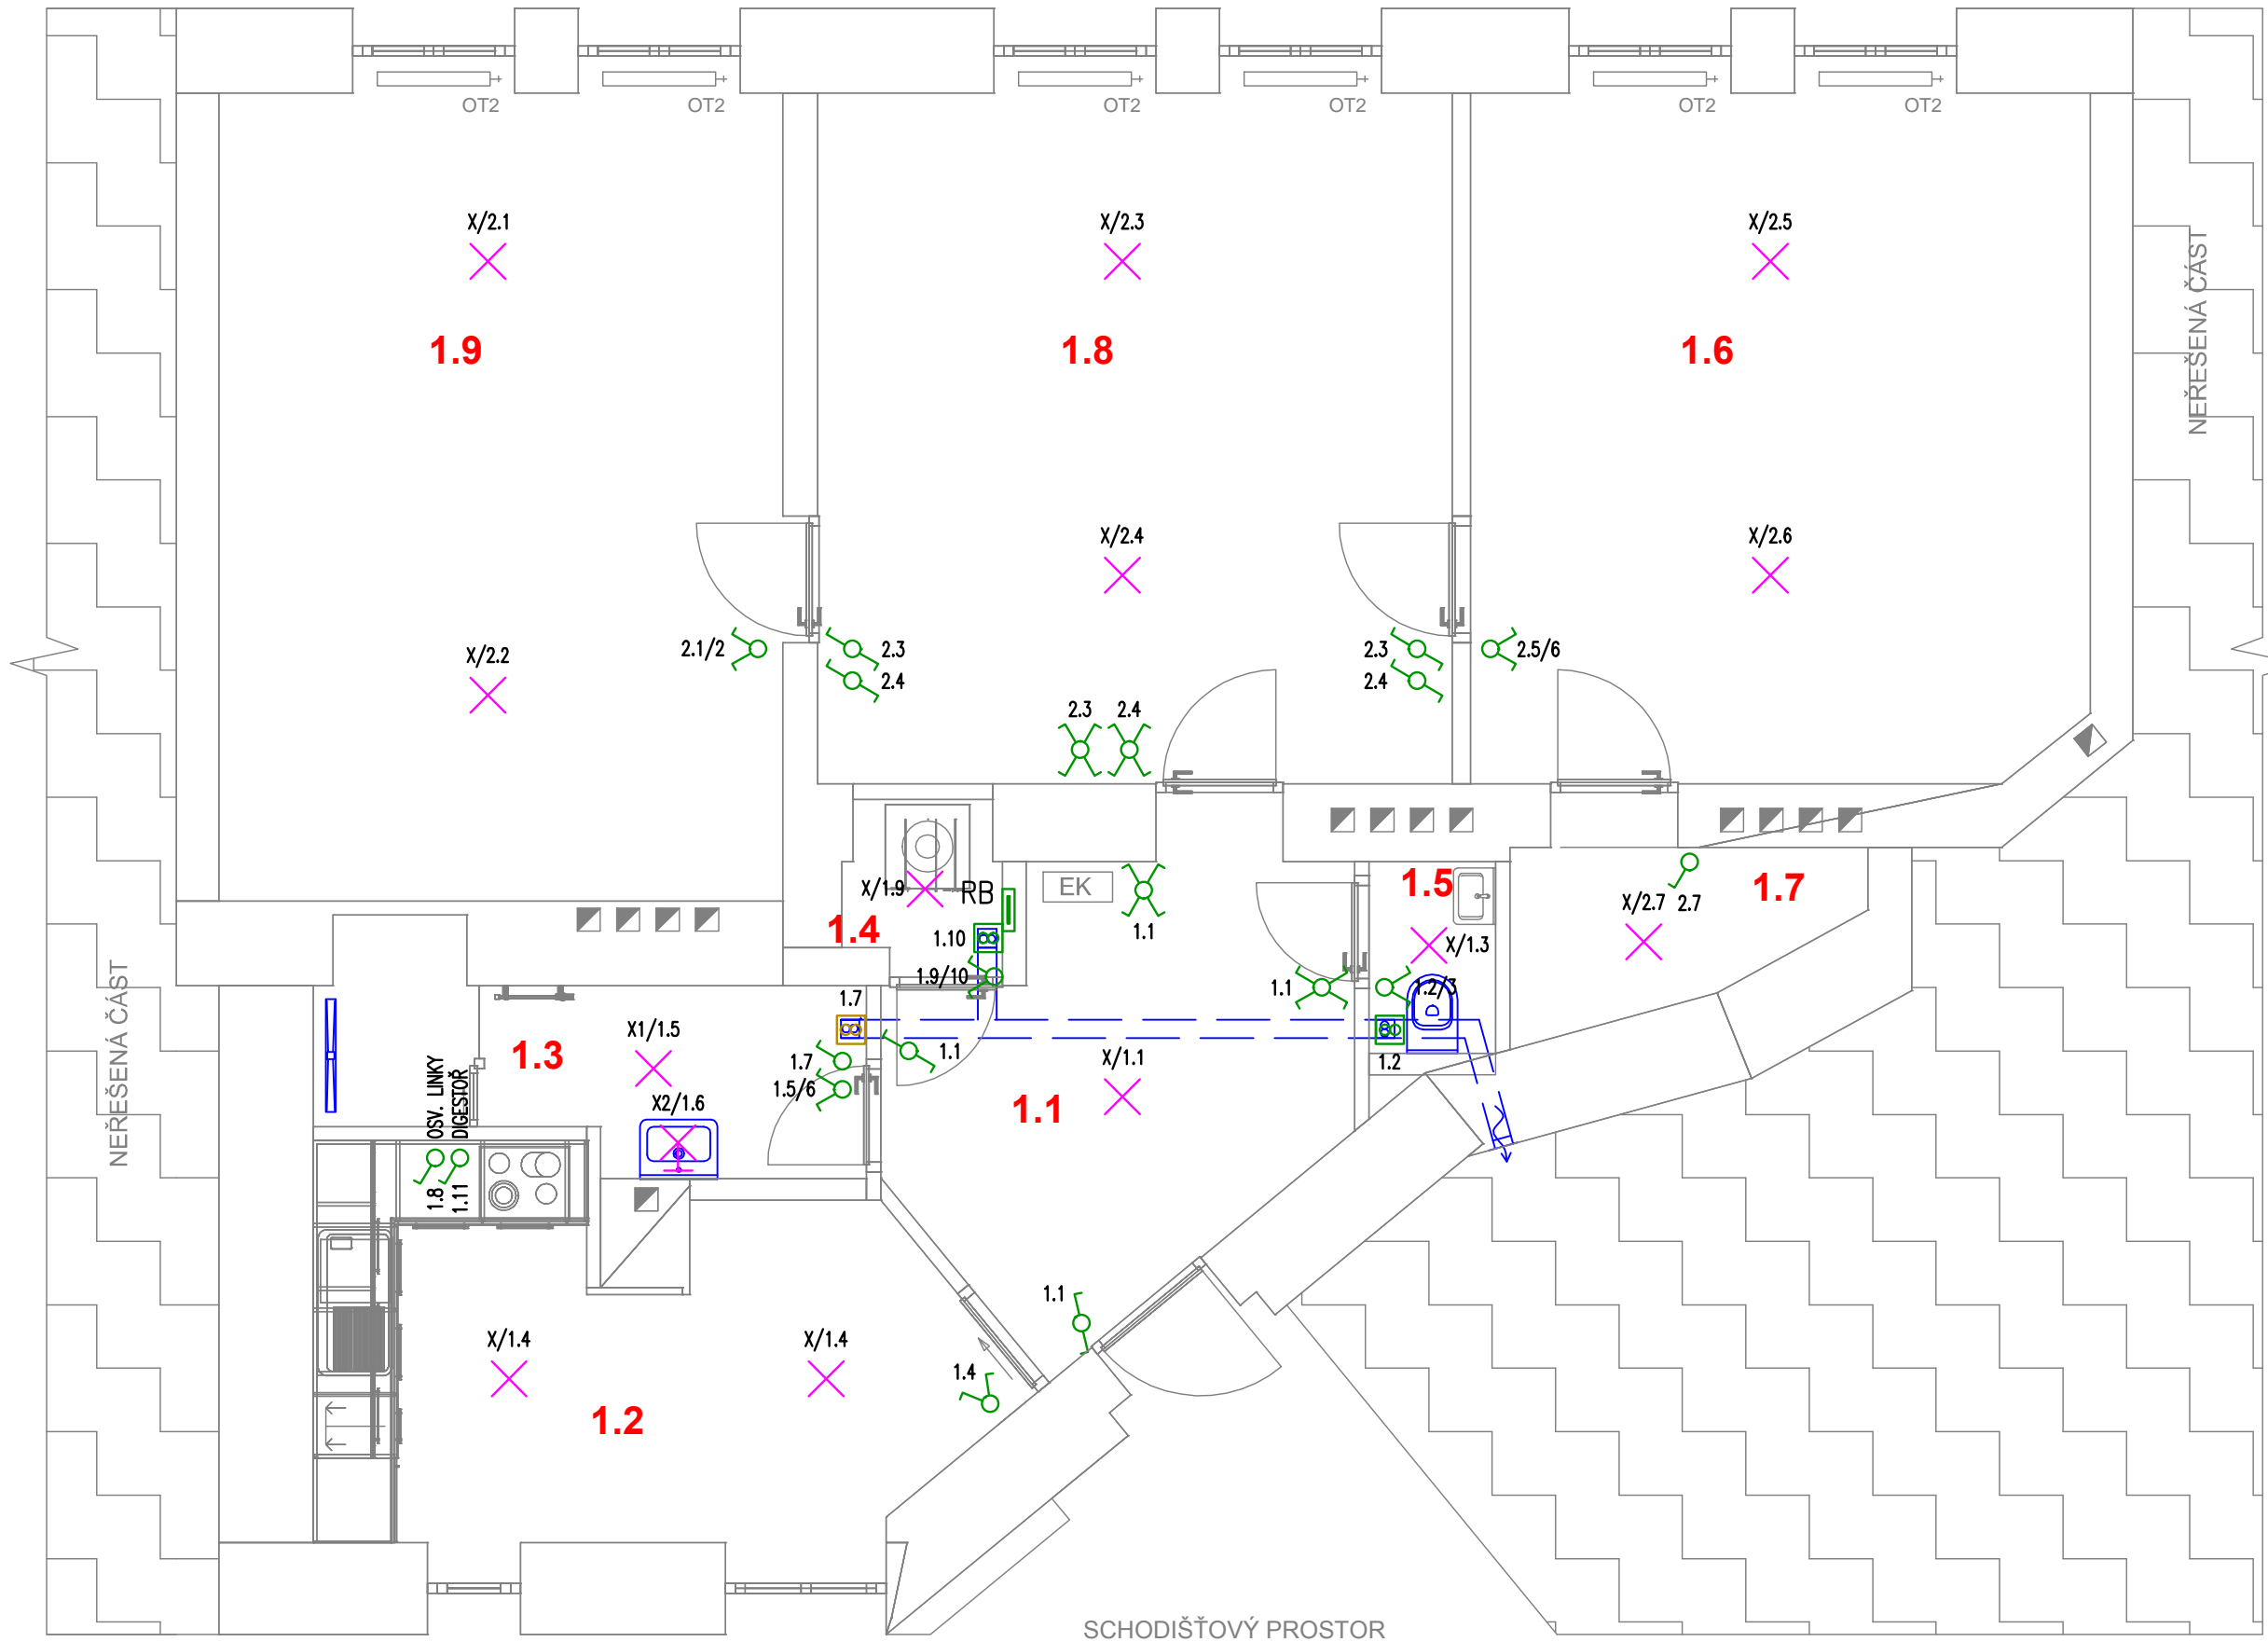 OT2 OT2 OT2 OT2 OT2 OT2
X/2.1 X/2.3 X/2.5
NEŘEŠENÁ ČÁST
1.9 1.8 1.6
X/2.4 X/2.6
X/2.2
2.1/2 2.3 2.3 2.5/6
2.4 2.4
2.3 2.4
X/1.9 RB EK 1.5 1.7
X/2.7 2.7
1.4 1.10 1.1 X/1.3
1.9/10 1.1 1.2/3
NEŘEŠENÁ ČÁST
1.7
X1/1.5
1.3 1.7 1.1 X/1.1 1.2
OSV. LINKY
DIGESTOŘ
X2/1.6 1.5/6 1.1
1.8
1.11
1.1
X/1.4 X/1.4 1.4
1.2
SCHODIŠŤOVÝ PROSTOR